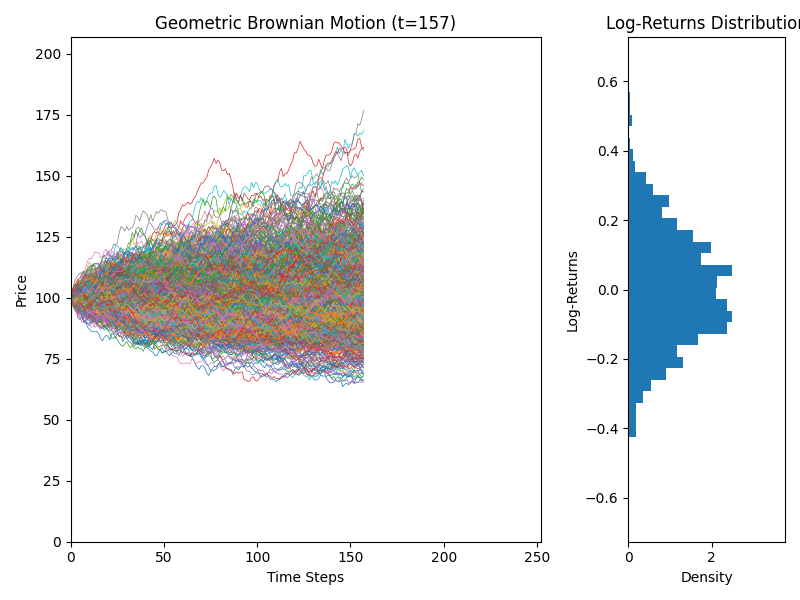 Geometric Brownian Motion (t=157)
Price
200
175
150
125
100
75
50
25
0
0 50 100 150 200 250
Time Steps
Log-Returns Distribution
Log-Returns
0.6
0.4
0.2
0.0
−0.2
−0.4
−0.6
0 2
Density